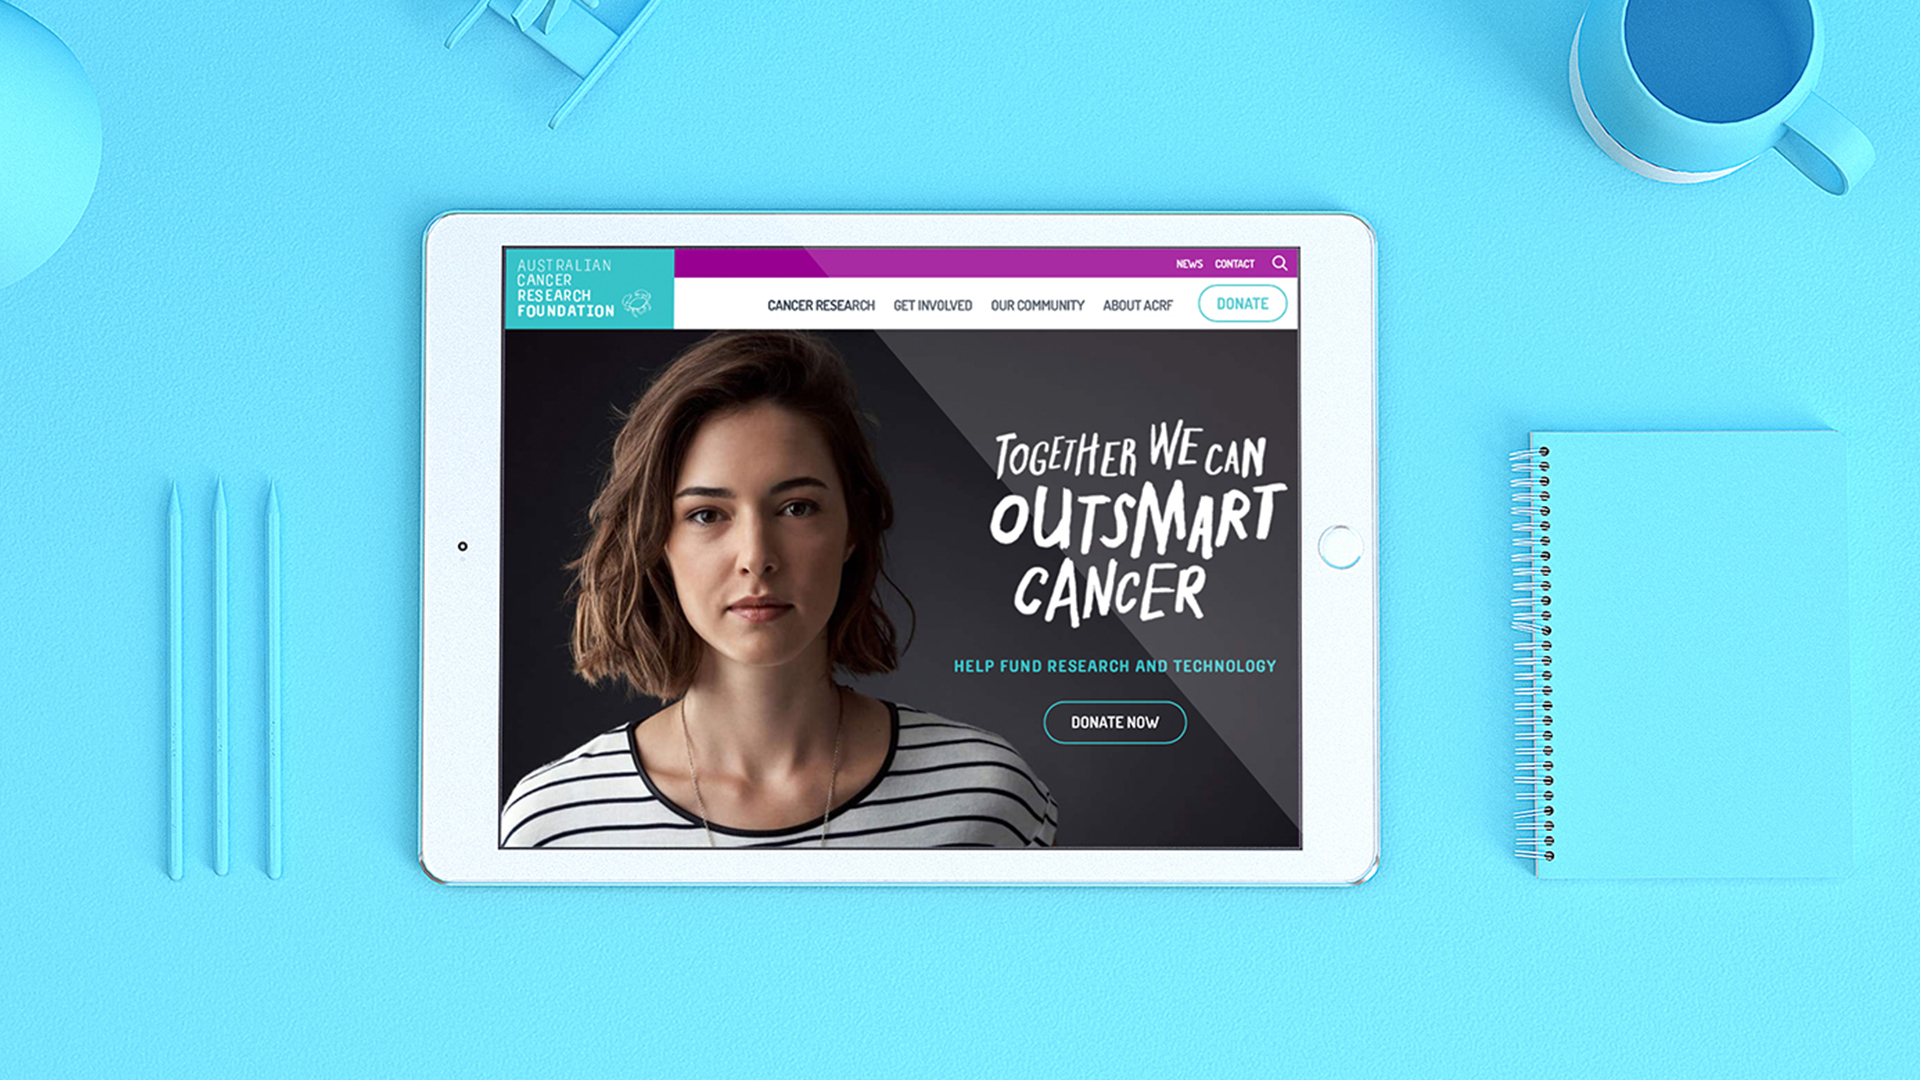 AUSTRALIAN
CANCER
RESEARCH
FOUNDATION
NEWS CONTACT
CANCER RESEARCH GET INVOLVED OUR COMMUNITY ABOUT ACRF DONATE
TOGETHER WE CAN
OUTSMART
CANCER
HELP FUND RESEARCH AND TECHNOLOGY
DONATE NOW